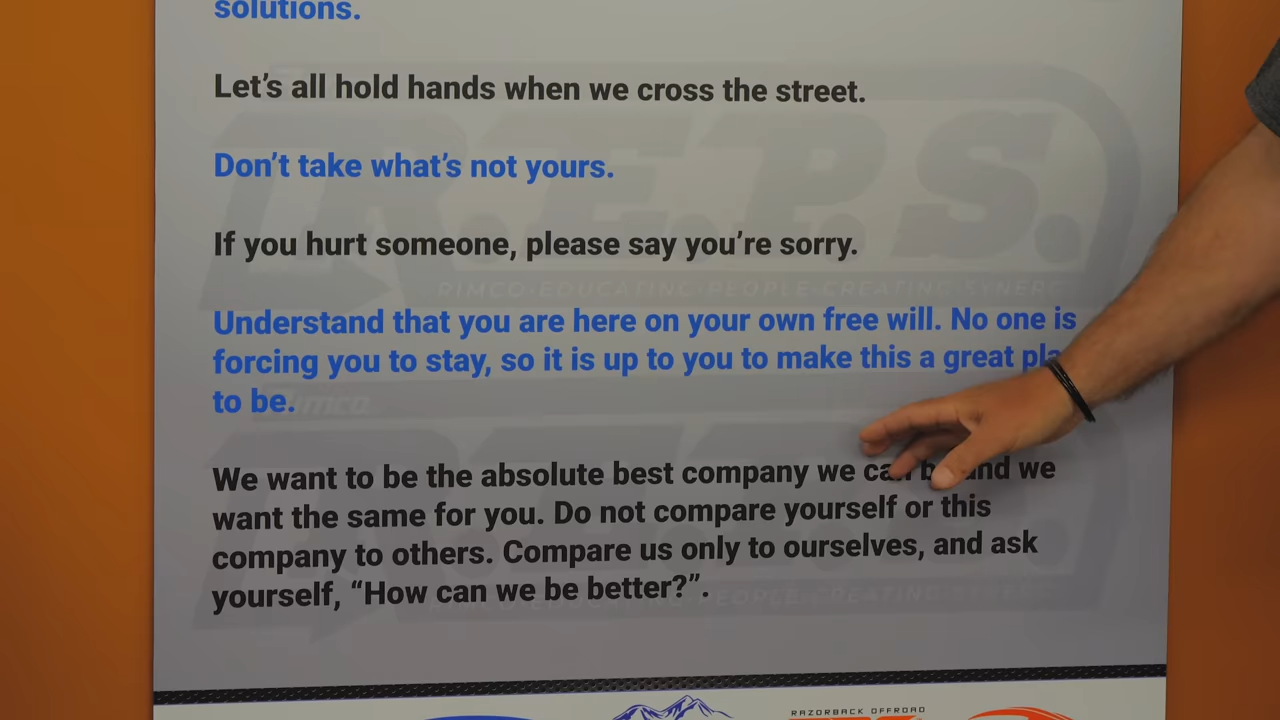 solutions.
Let's all hold hands when we cross the street.
Don't take what's not yours.
If you hurt someone, please say you're sorry.
Understand that you are here on your own free will. No one is
forcing you to stay, so it is up to you to make this a great
to be.
We want to be the absolute best company we and we
want the same for you. Do not compare yourself or this
company to others. Compare us only to ourselves, and ask
yourself, “How can we be better?”.
R.E.P.S.
RIMCO·EDUCATING·PEOPLE·CREATING
RAZORBACK OFFROAD